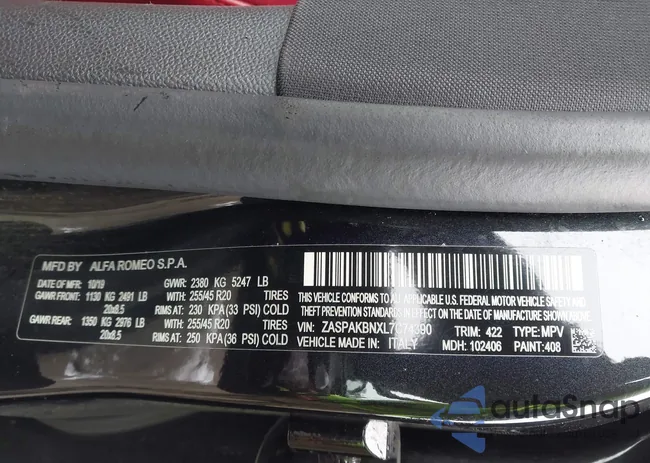 MFD BY ALFA ROMEO S.P.A.
DATE OF MFR: 10/19 GVWR: 2380 KG 5247 LB
GAWR FRONT: 1130 KG 2491 LB WITH: 255/45 R20 TIRES
20x8.5 RIMS AT: 230 KPA (33 PSI) COLD
GAWR REAR: 1350 KG 2976 LB WITH: 255/45 R20 TIRES
20x8.5 RIMS AT: 250 KPA (36 PSI) COLD
THIS VEHICLE CONFORMS TO ALL APPLICABLE
U.S. FEDERAL MOTOR VEHICLE SAFETY AND
THEFT PREVENTION STANDARDS IN EFFECT ON THE DATE OF MANUFACTURE SHOWN ABOVE.
VIN: ZASPAKBNXL7C74390 TRIM: 422 TYPE: MPV
VEHICLE MADE IN: ITALY MDH: 102406 PAINT: 408
autoSnap